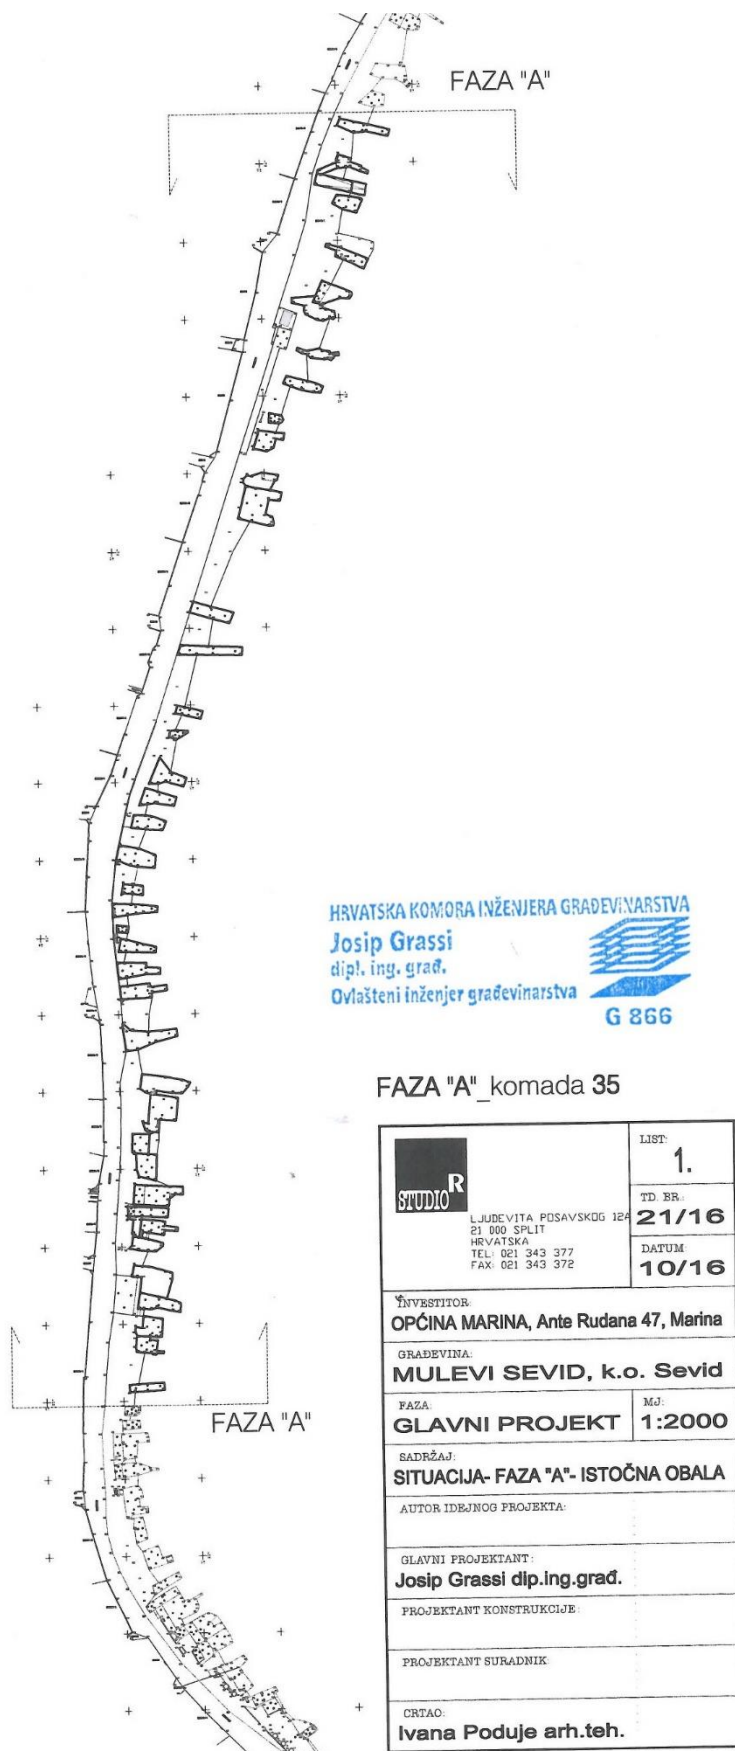 FAZA "A"
HRVATSKA KOMORA INŽENJERA GRAĐEVINARSTVA
Josip Grassi
dipl. ing. građ.
Ovlašteni inženjer građevinarstva
G 866
FAZA "A"_komada 35
STUDIO R
LJUDEVITA POSAVSKOG 12A
21 000 SPLIT
HRVATSKA
TEL: 021 343 377
FAX: 021 343 372
LIST:
1.
TD. BR.:
21/16
DATUM
10/16
INVESTITOR:
OPĆINA MARINA, Ante Rudana 47, Marina
GRAĐEVINA:
MULEVI SEVID, k.o. Sevid
FAZA:
GLAVNI PROJEKT
MJ:
1:2000
SADRŽAJ:
SITUACIJA- FAZA "A"- ISTOČNA OBALA
AUTOR IDEJNOG PROJEKTA:
GLAVNI PROJEKTANT:
Josip Grassi dip.ing.građ.
PROJEKTANT KONSTRUKCIJE:
PROJEKTANT SURADNIK:
CRTAO:
Ivana Poduje arh.teh.
FAZA "A"